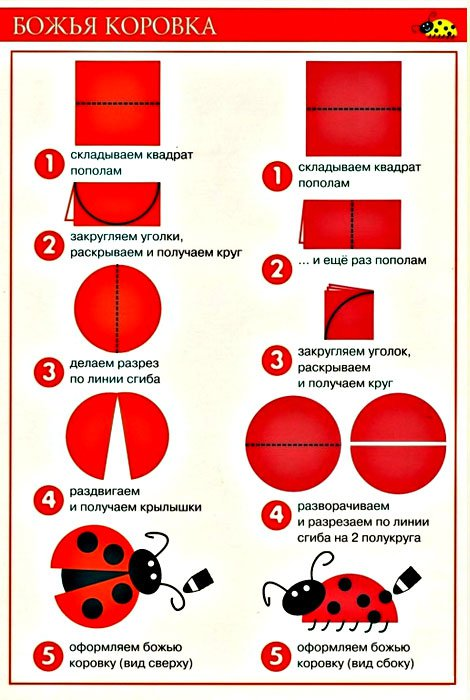 БОЖЬЯ КОРОВКА
1 складываем квадрат
пополам
2 закругляем уголки,
раскрываем и получаем круг
3 делаем разрез
по линии сгиба
4 раздвигаем
и получаем крылышки
5 оформляем божью
коровку (вид сверху)
1 складываем квадрат
пополам
2 ... и ещё раз пополам
3 закругляем уголок,
раскрываем
и получаем круг
4 разворачиваем
и разрезаем по линии
сгиба на 2 полукруга
5 оформляем божью
коровку (вид сбоку)